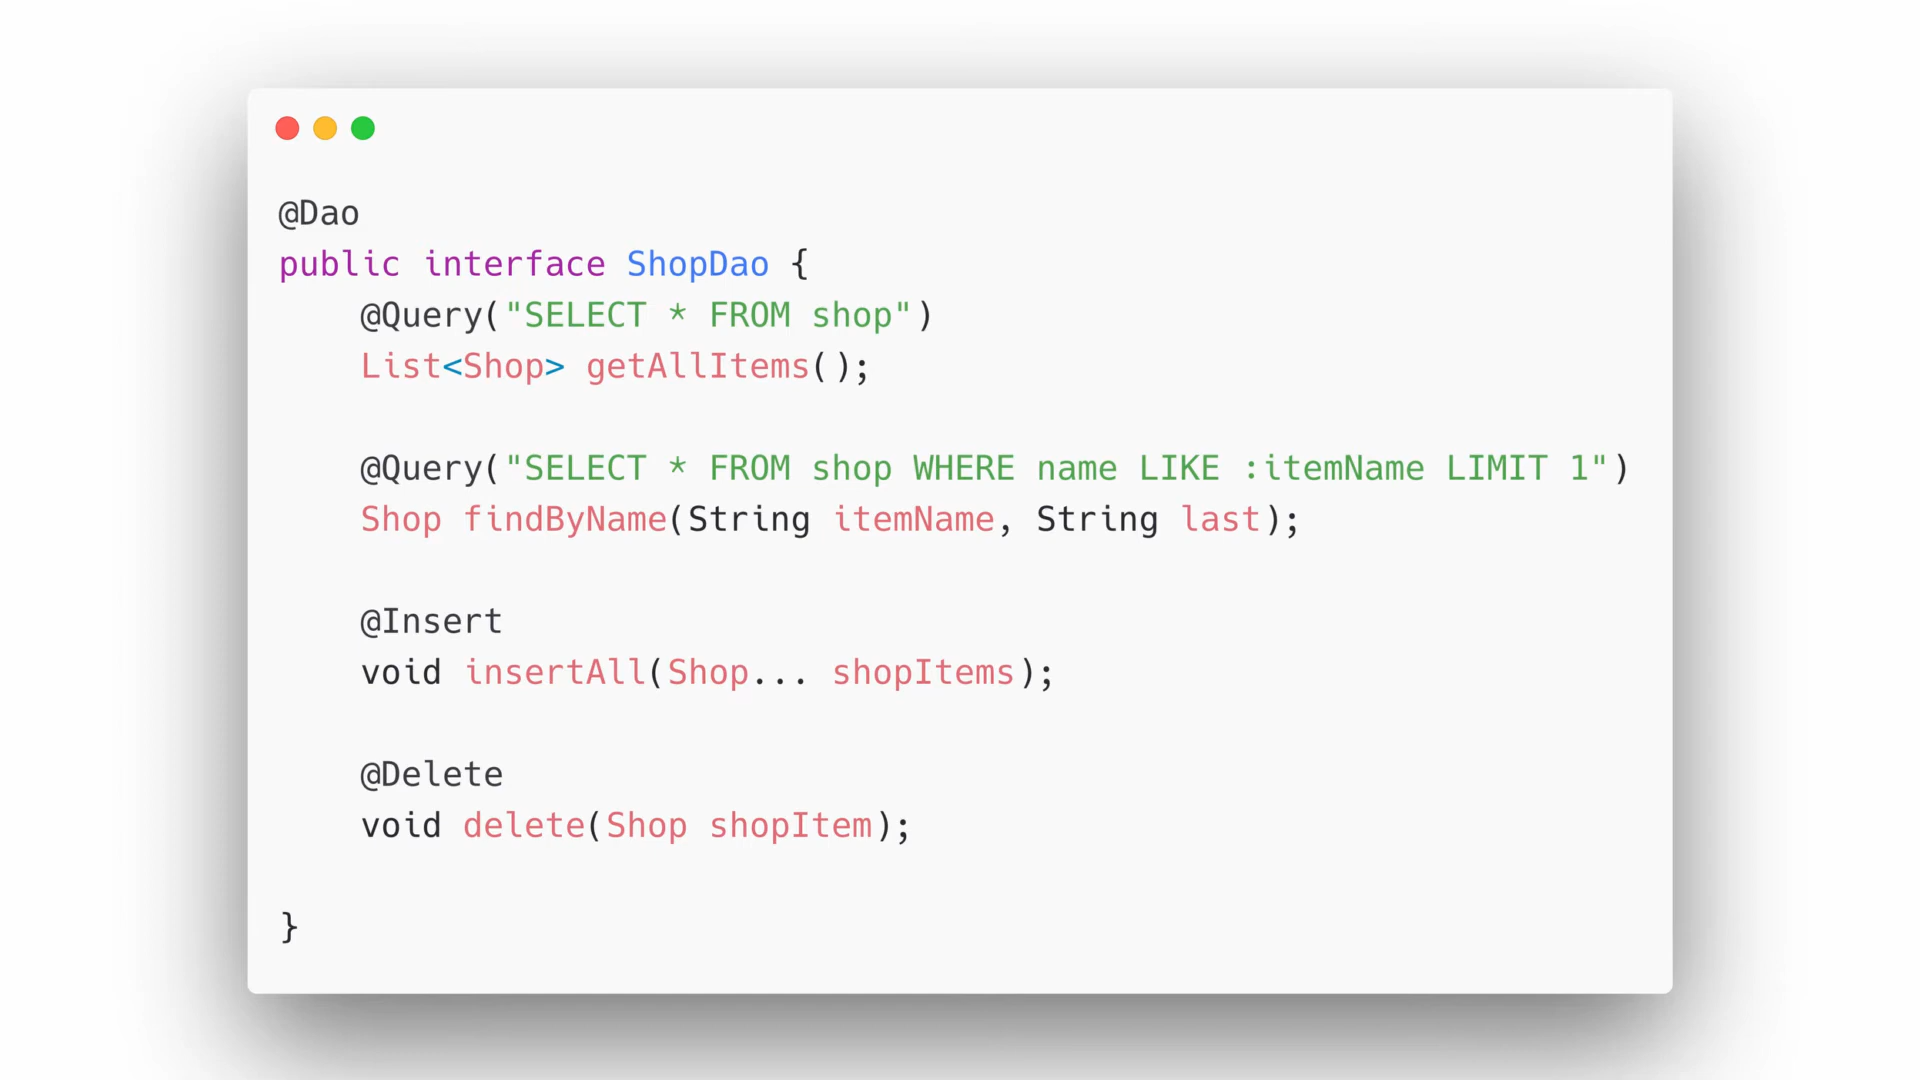 @Dao
public interface ShopDao {
    @Query("SELECT * FROM shop")
    List<Shop> getAllItems();
    @Query("SELECT * FROM shop WHERE name LIKE :itemName LIMIT 1")
    Shop findByName(String itemName, String last);
    @Insert
    void insertAll(Shop... shopItems);
    @Delete
    void delete(Shop shopItem);
}